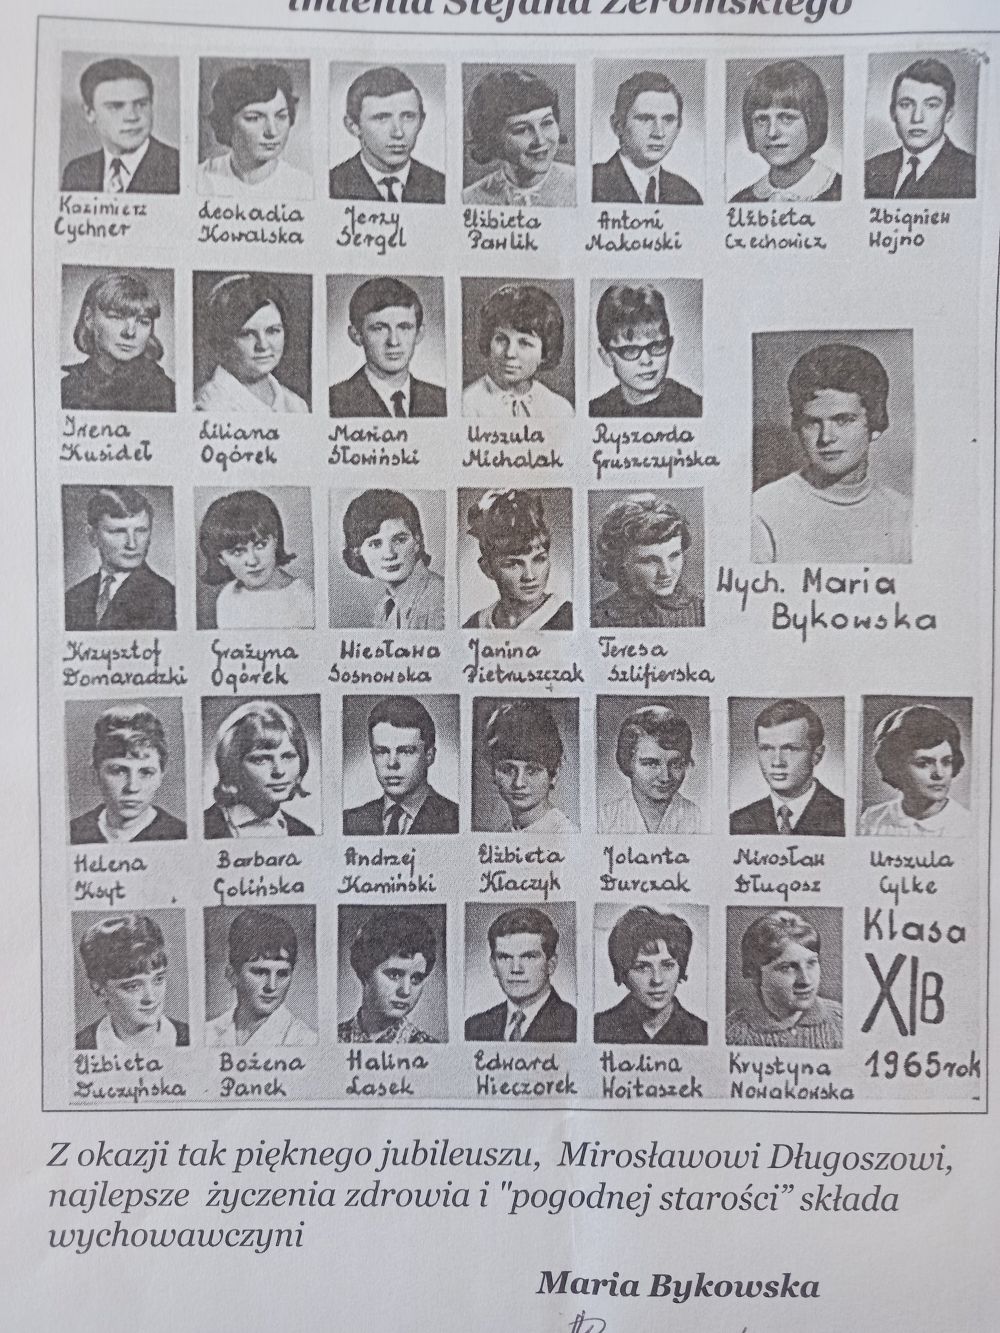 imienia Stefana Żeromskiego
Kazimierz Cychner
Leokadia Kowalska
Jerzy Sergel
Elżbieta Pawlik
Antoni Makowski
Elżbieta Czechowicz
Zbigniew Wojno
Irena Kusideł
Liliana Ogórek
Marian Słowiński
Urszula Michalak
Ryszarda Gruszczyńska
Wych. Maria Bykowska
Krzysztof Domaradzki
Grażyna Ogórek
Wiesława Sosnowska
Janina Pietruszczak
Teresa Szlifierska
Helena Ksyt
Barbara Golińska
Andrzej Kamiński
Elżbieta Kłaczyk
Jolanta Durczak
Mirosław Długosz
Urszula Cylke
Elżbieta Duczyńska
Bożena Panek
Halina Lasek
Edward Wieczorek
Halina Wojtaszek
Krystyna Nowakowska
Klasa
XI B
1965 rok
Z okazji tak pięknego jubileuszu, Mirosławowi Długoszowi,
najlepsze życzenia zdrowia i "pogodnej starości” składa
wychowawczyni
Maria Bykowska